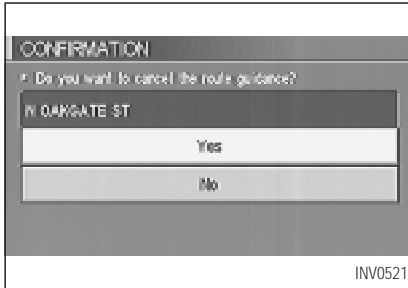 CONFIRMATION
Do you want to cancel the route guidance?
N OAKGATE ST
Yes
No
INV0521